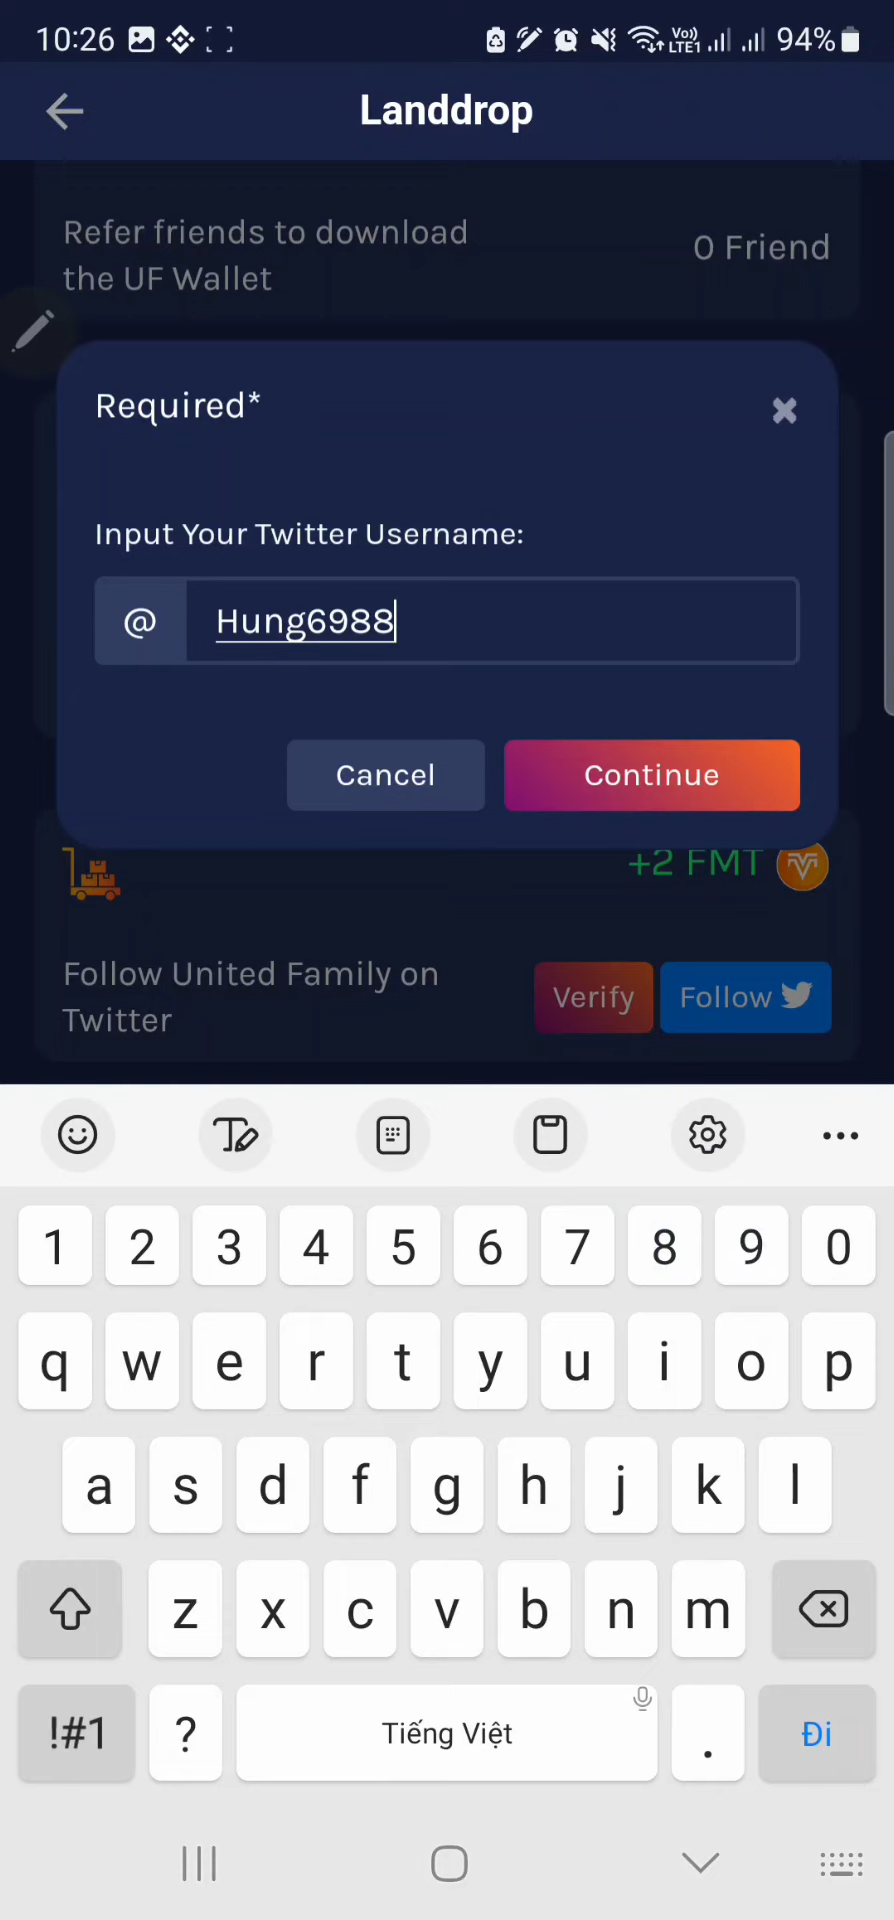 10:26
Vo)) LTE1 94%
Landdrop
Refer friends to download
the UF Wallet
0 Friend
Required*
Input Your Twitter Username:
@ Hung6988
Cancel Continue
+2 FMT
Follow United Family on
Twitter
Verify Follow
1 2 3 4 5 6 7 8 9 0
q w e r t y u i o p
a s d f g h j k l
z x c v b n m
!#1 ? Tiếng Việt . Đi